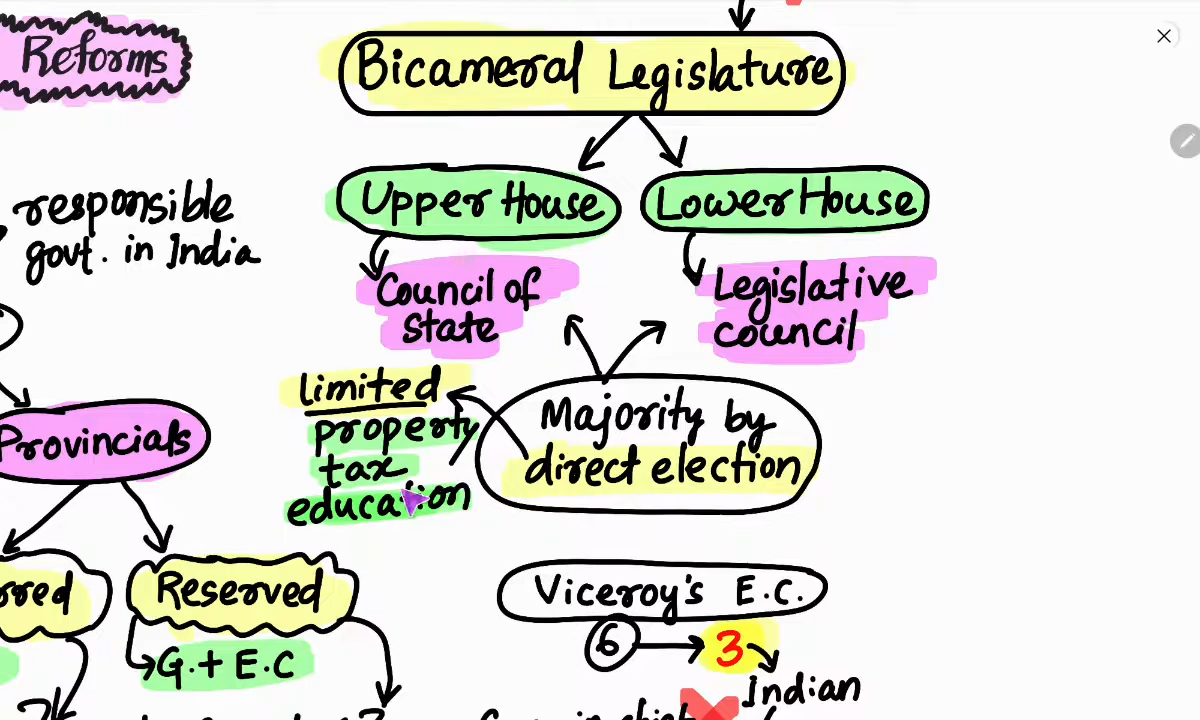 Reforms
Bicameral Legislature
Upper House
Lower House
responsible
govt. in India
Council of
state
Legislative
council
limited
property
tax
education
Majority by
direct election
Provincials
rred
Reserved
Viceroy's E.C.
6
3
G.+ E.C
Indian